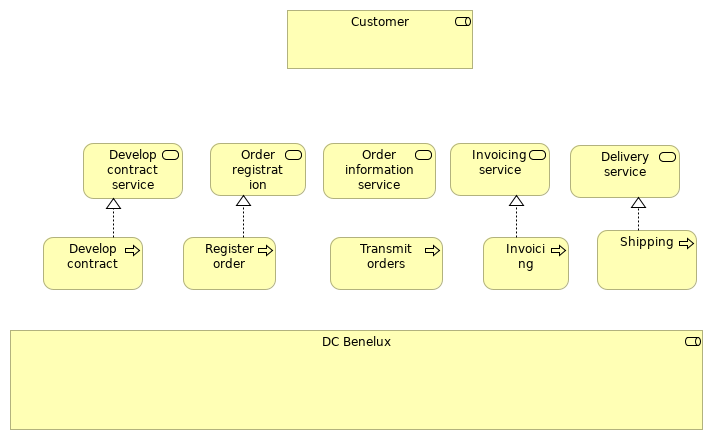 Customer
Develop
contract
service
Order
registrat
ion
Order
information
service
Invoicing
service
Delivery
service
Develop
contract
Register
order
Transmit
orders
Invoici
ng
Shipping
DC Benelux